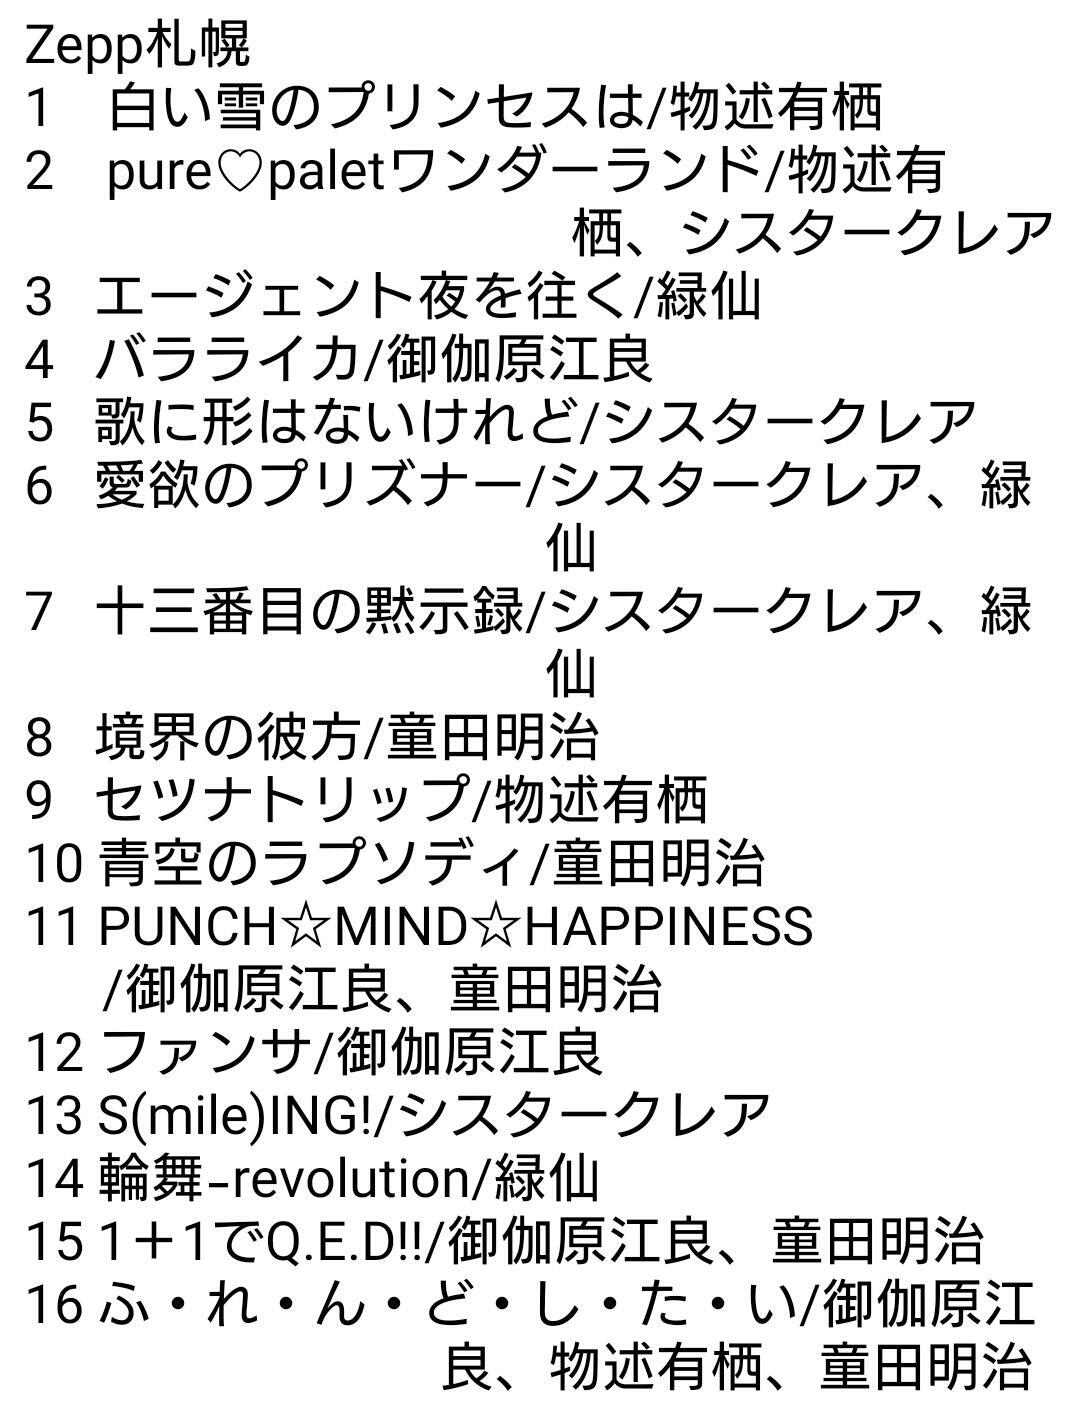 Zepp札幌
1 白い雪のプリンセスは/物述有栖
2 pure♡paletワンダーランド/物述有
栖、シスタークレア
3 エージェント夜を往く/緑仙
4 バラライカ/御伽原江良
5 歌に形はないけれど/シスタークレア
6 愛欲のプリズナー/シスタークレア、緑
仙
7 十三番目の黙示録/シスタークレア、緑
仙
8 境界の彼方/童田明治
9 セツナトリップ/物述有栖
10 青空のラプソディ/童田明治
11 PUNCH☆MIND☆HAPPINESS
/御伽原江良、童田明治
12 ファンサ/御伽原江良
13 S(mile)ING!/シスタークレア
14 輪舞-revolution/緑仙
15 1＋1でQ.E.D!!/御伽原江良、童田明治
16 ふ・れ・ん・ど・し・た・い/御伽原江
良、物述有栖、童田明治